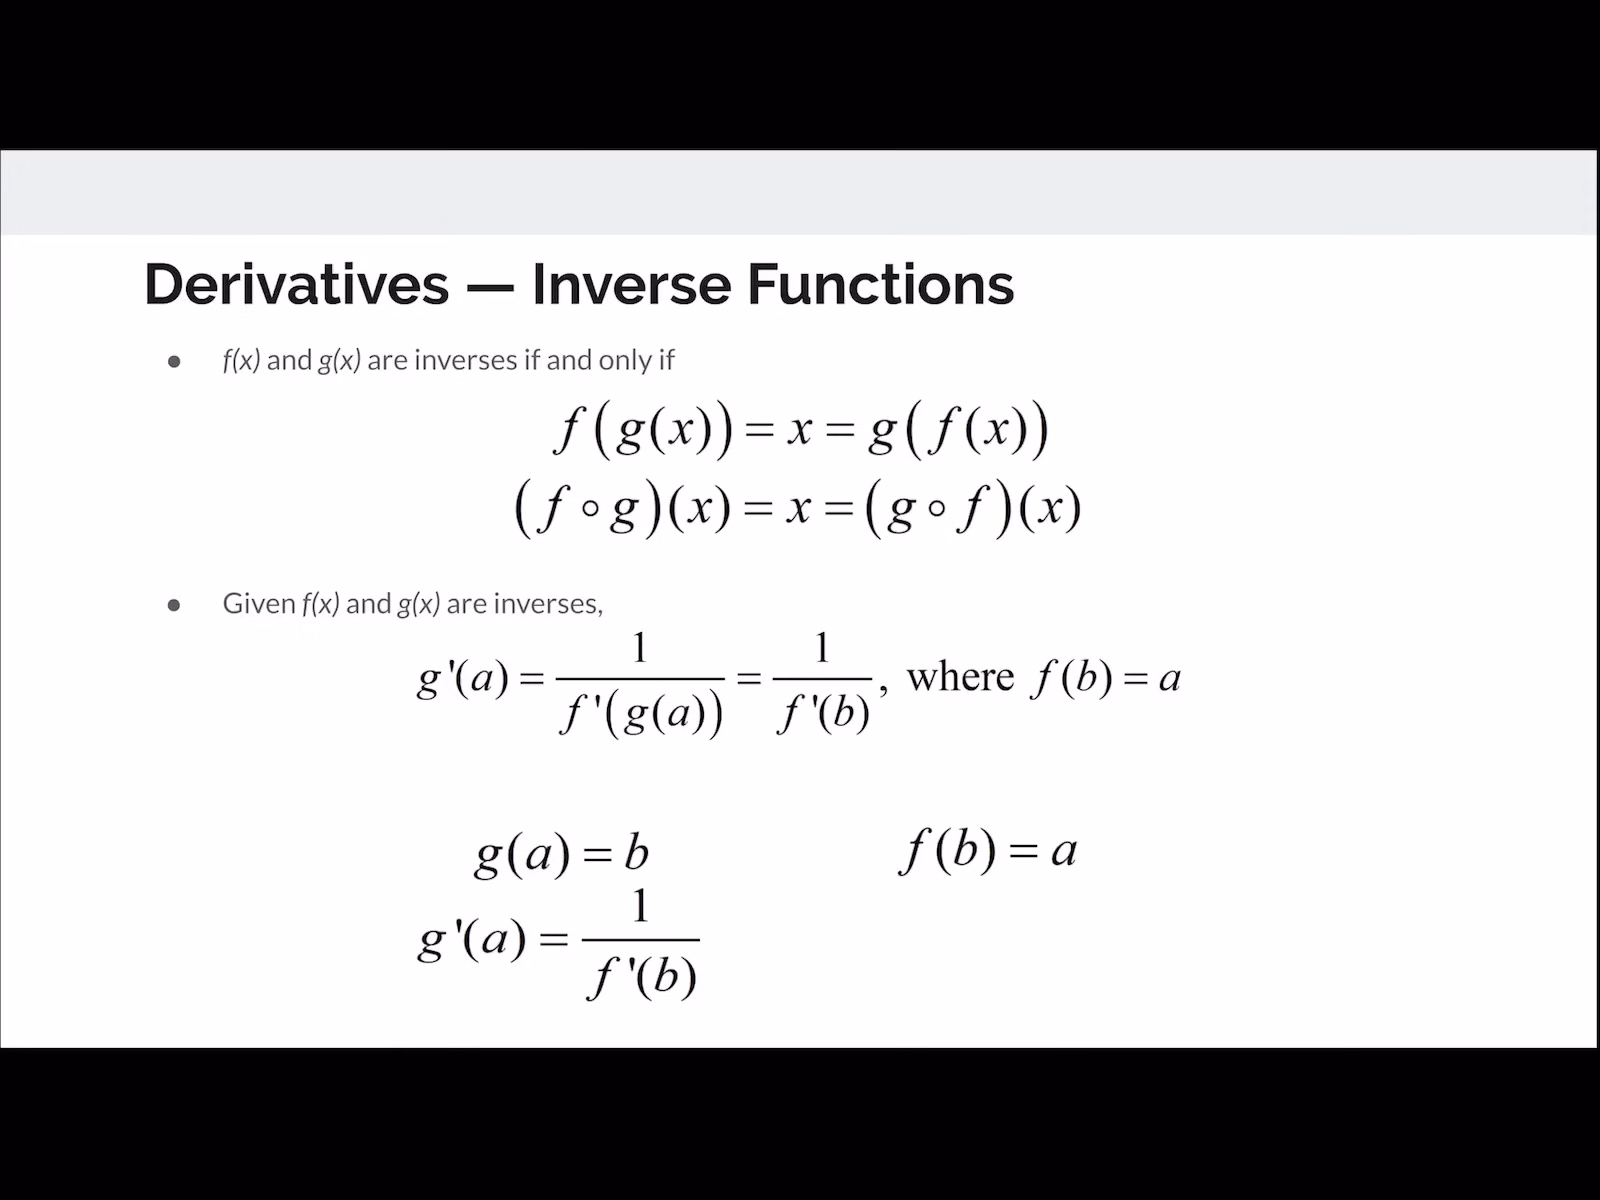 Derivatives — Inverse Functions
● f(x) and g(x) are inverses if and only if
f(g(x)) = x = g(f(x))
(f ∘ g)(x) = x = (g ∘ f)(x)
● Given f(x) and g(x) are inverses,
g'(a) = 1/f'(g(a)) = 1/f'(b), where f(b) = a
g(a) = b
f(b) = a
g'(a) = 1/f'(b)